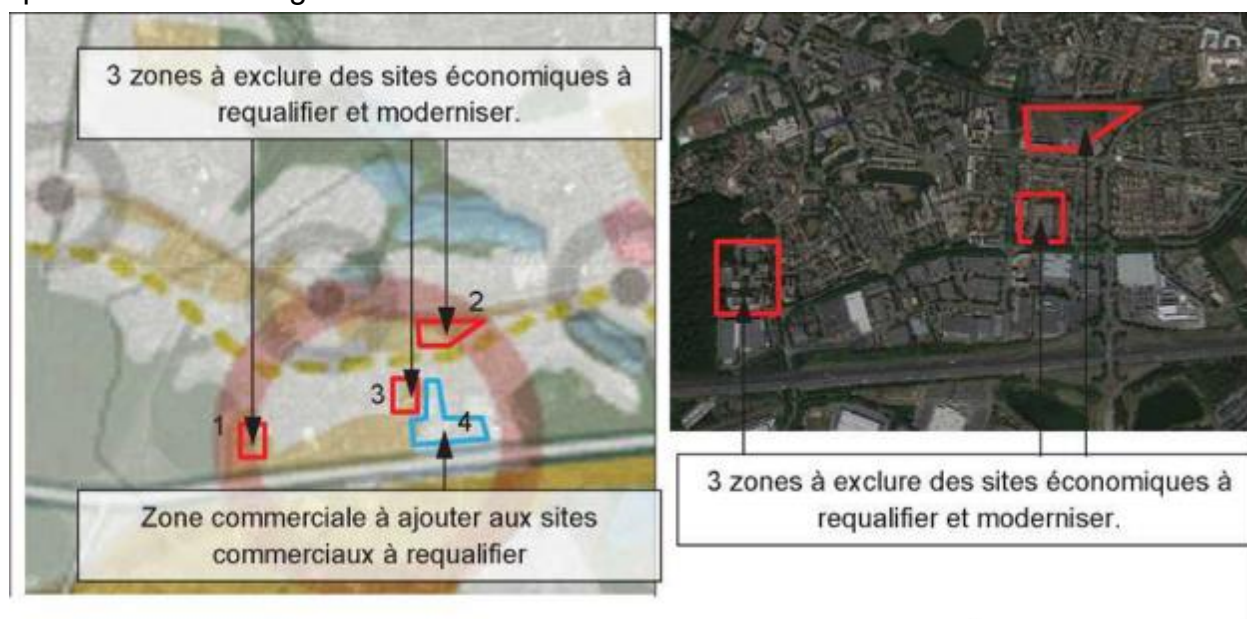 3 zones à exclure des sites économiques à
requalifier et moderniser.
2
3
4
1
Zone commerciale à ajouter aux sites
commerciaux à requalifier
3 zones à exclure des sites économiques à
requalifier et moderniser.